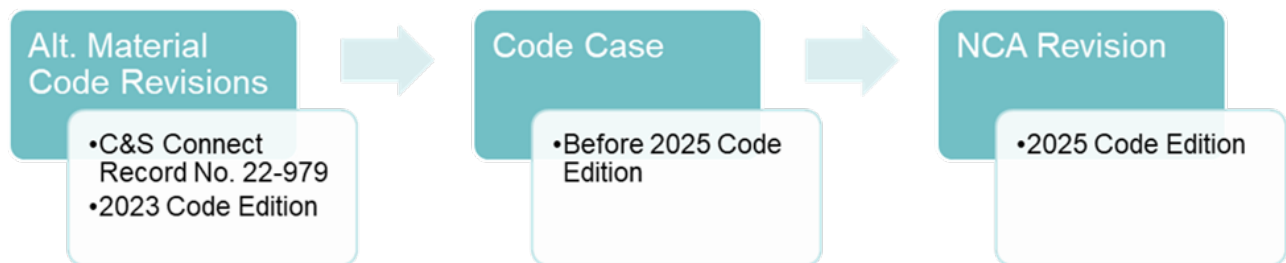 Alt. Material
Code Revisions
•C&S Connect
Record No. 22-979
•2023 Code Edition
Code Case
•Before 2025 Code
Edition
NCA Revision
•2025 Code Edition